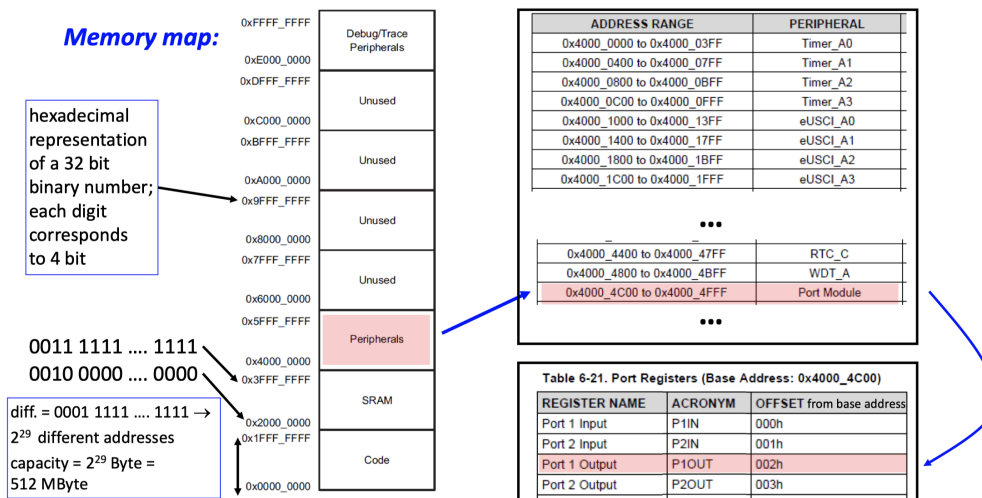 Memory map:
hexadecimal
representation
of a 32 bit
binary number;
each digit
corresponds
to 4 bit
0011 1111 .... 1111
0010 0000 .... 0000
diff. = 0001 1111 .... 1111 →
2²⁹ different addresses
capacity = 2²⁹ Byte =
512 MByte
0xFFFF_FFFF
Debug/Trace
Peripherals
0xE000_0000
0xDFFF_FFFF
Unused
0xC000_0000
0xBFFF_FFFF
Unused
0xA000_0000
0x9FFF_FFFF
Unused
0x8000_0000
0x7FFF_FFFF
Unused
0x6000_0000
0x5FFF_FFFF
Peripherals
0x4000_0000
0x3FFF_FFFF
SRAM
0x2000_0000
0x1FFF_FFFF
Code
0x0000_0000
ADDRESS RANGE PERIPHERAL
0x4000_0000 to 0x4000_03FF Timer_A0
0x4000_0400 to 0x4000_07FF Timer_A1
0x4000_0800 to 0x4000_0BFF Timer_A2
0x4000_0C00 to 0x4000_0FFF Timer_A3
0x4000_1000 to 0x4000_13FF eUSCI_A0
0x4000_1400 to 0x4000_17FF eUSCI_A1
0x4000_1800 to 0x4000_1BFF eUSCI_A2
0x4000_1C00 to 0x4000_1FFF eUSCI_A3
•••
0x4000_4400 to 0x4000_47FF RTC_C
0x4000_4800 to 0x4000_4BFF WDT_A
0x4000_4C00 to 0x4000_4FFF Port Module
•••
Table 6-21. Port Registers (Base Address: 0x4000_4C00)
REGISTER NAME ACRONYM OFFSET from base address
Port 1 Input P1IN 000h
Port 2 Input P2IN 001h
Port 1 Output P1OUT 002h
Port 2 Output P2OUT 003h